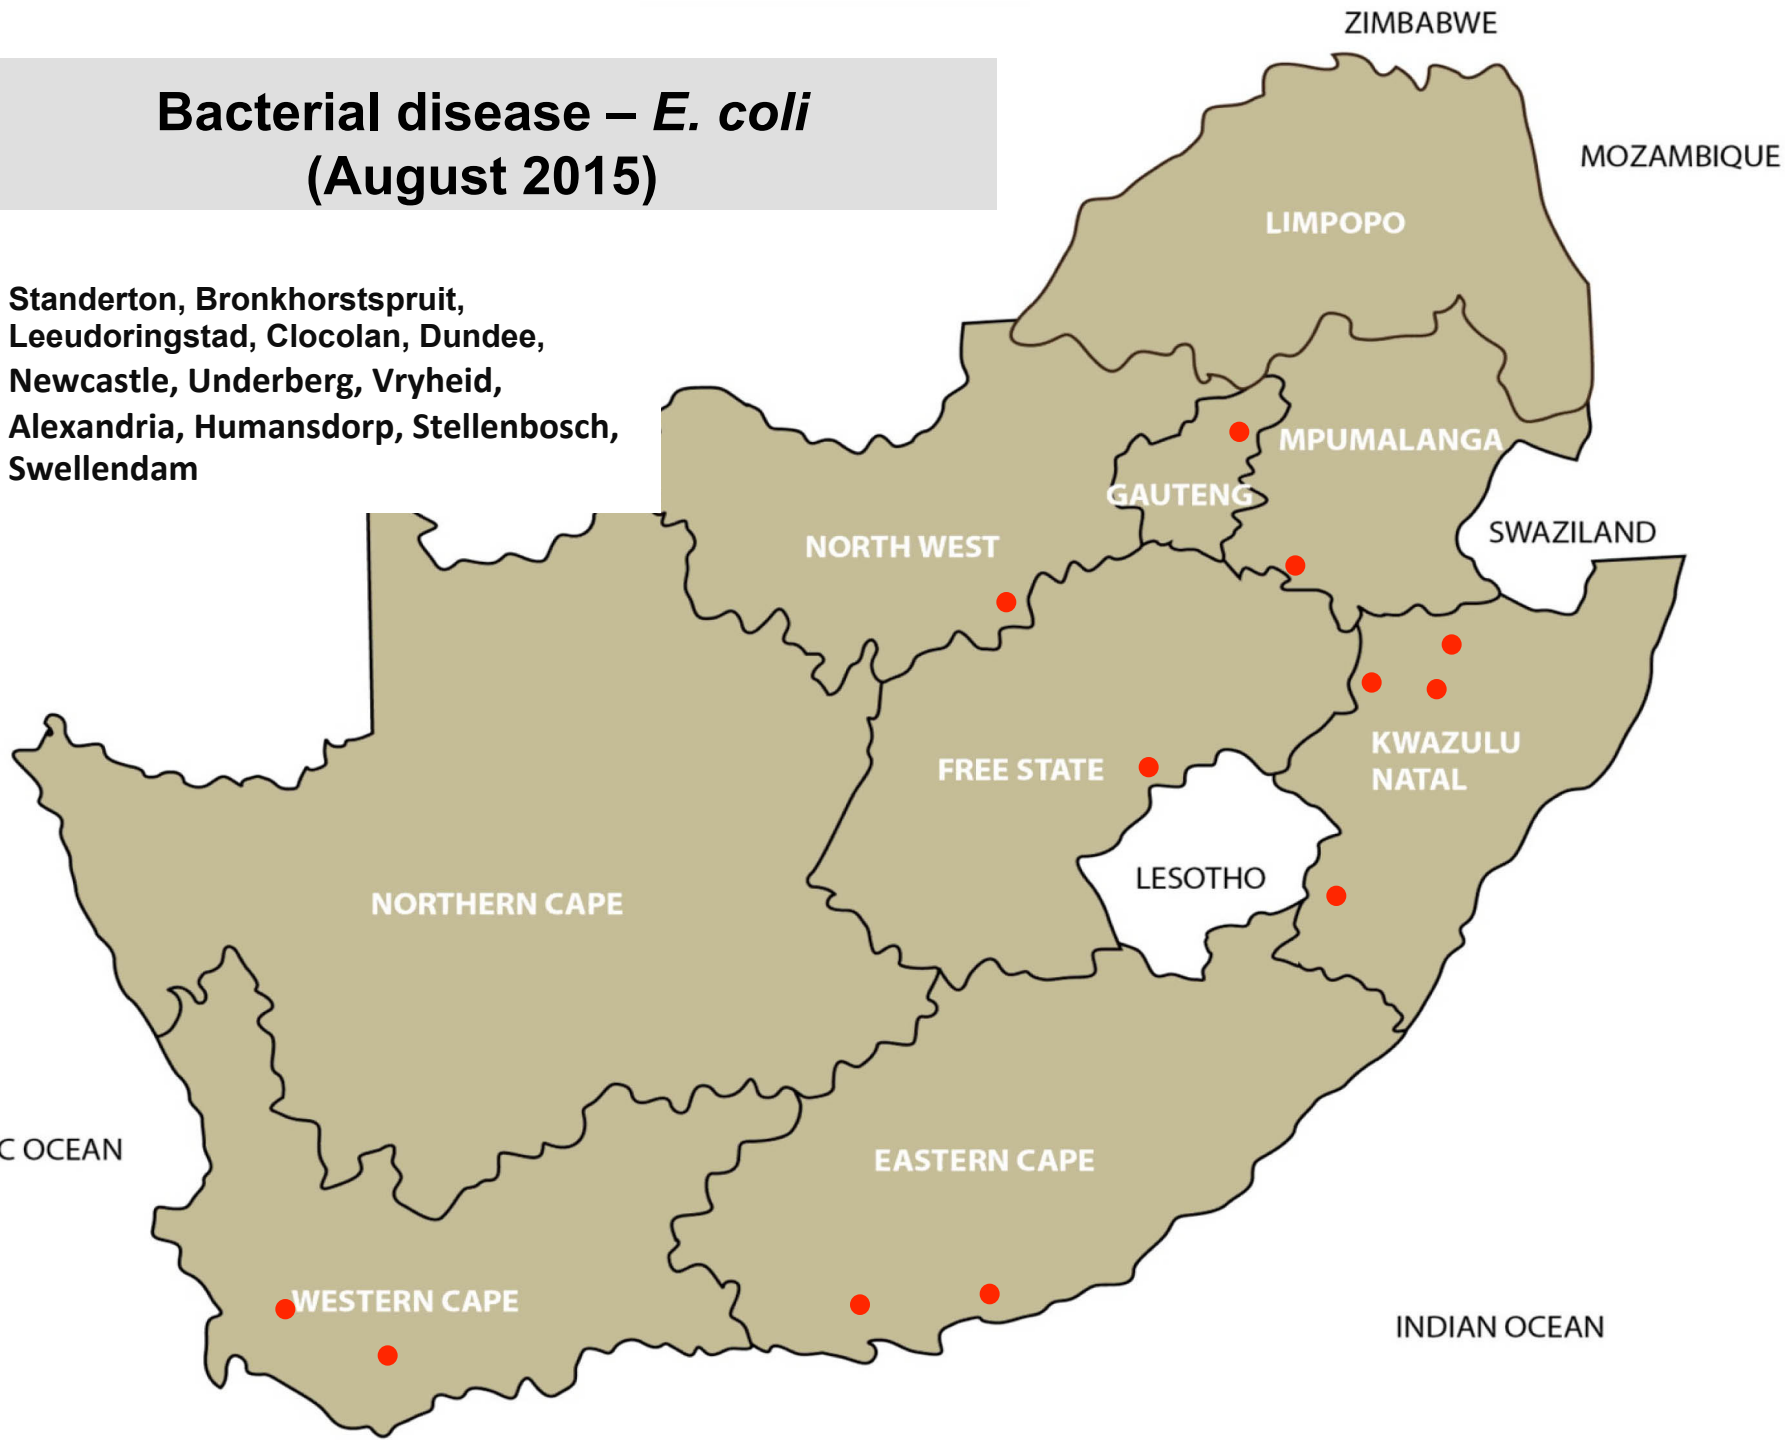 ZIMBABWE
Bacterial disease – E. coli
(August 2015)
MOZAMBIQUE
LIMPOPO
Standerton, Bronkhorstspruit,
Leeudoringstad, Clocolan, Dundee,
Newcastle, Underberg, Vryheid,
Alexandria, Humansdorp, Stellenbosch,
Swellendam
MPUMALANGA
GAUTENG
SWAZILAND
NORTH WEST
KWAZULU
NATAL
FREE STATE
LESOTHO
NORTHERN CAPE
C OCEAN
EASTERN CAPE
WESTERN CAPE
INDIAN OCEAN